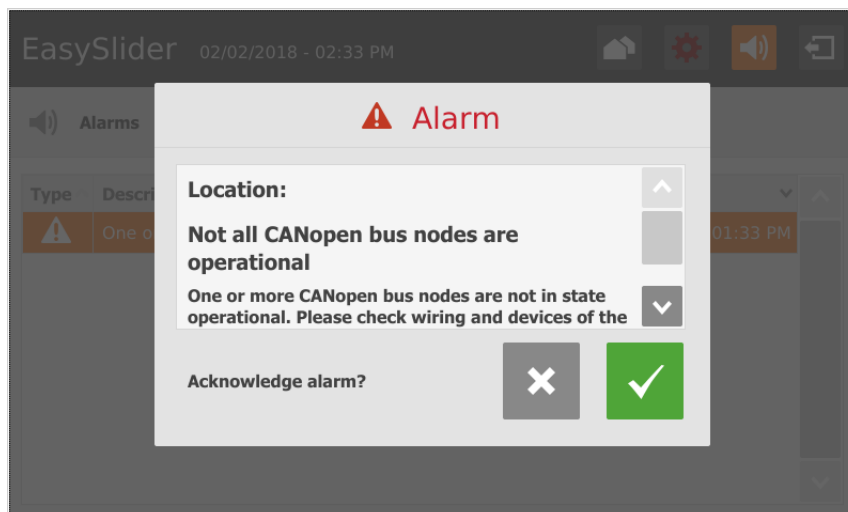 EasySlider 02/02/2018 - 02:33 PM
Alarms
Alarm
Type Descri
One o 01:33 PM
Location:
Not all CANopen bus nodes are
operational
One or more CANopen bus nodes are not in state
operational. Please check wiring and devices of the
Acknowledge alarm?